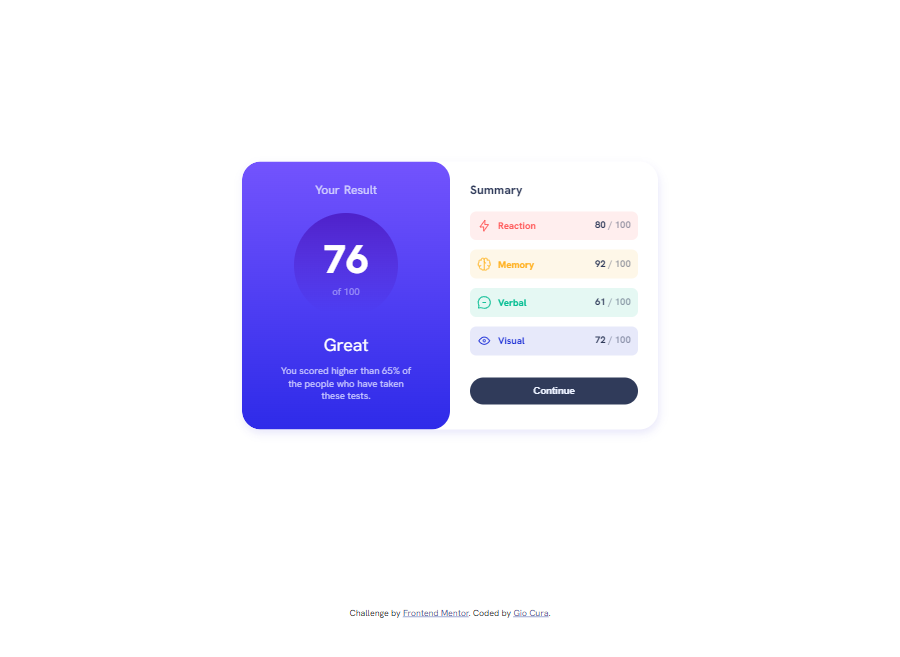 Your Result
76
of 100
Great
You scored higher than 65% of
the people who have taken
these tests.
Summary
Reaction 80 / 100
Memory 92 / 100
Verbal 61 / 100
Visual 72 / 100
Continue
Challenge by Frontend Mentor. Coded by Gio Cura.